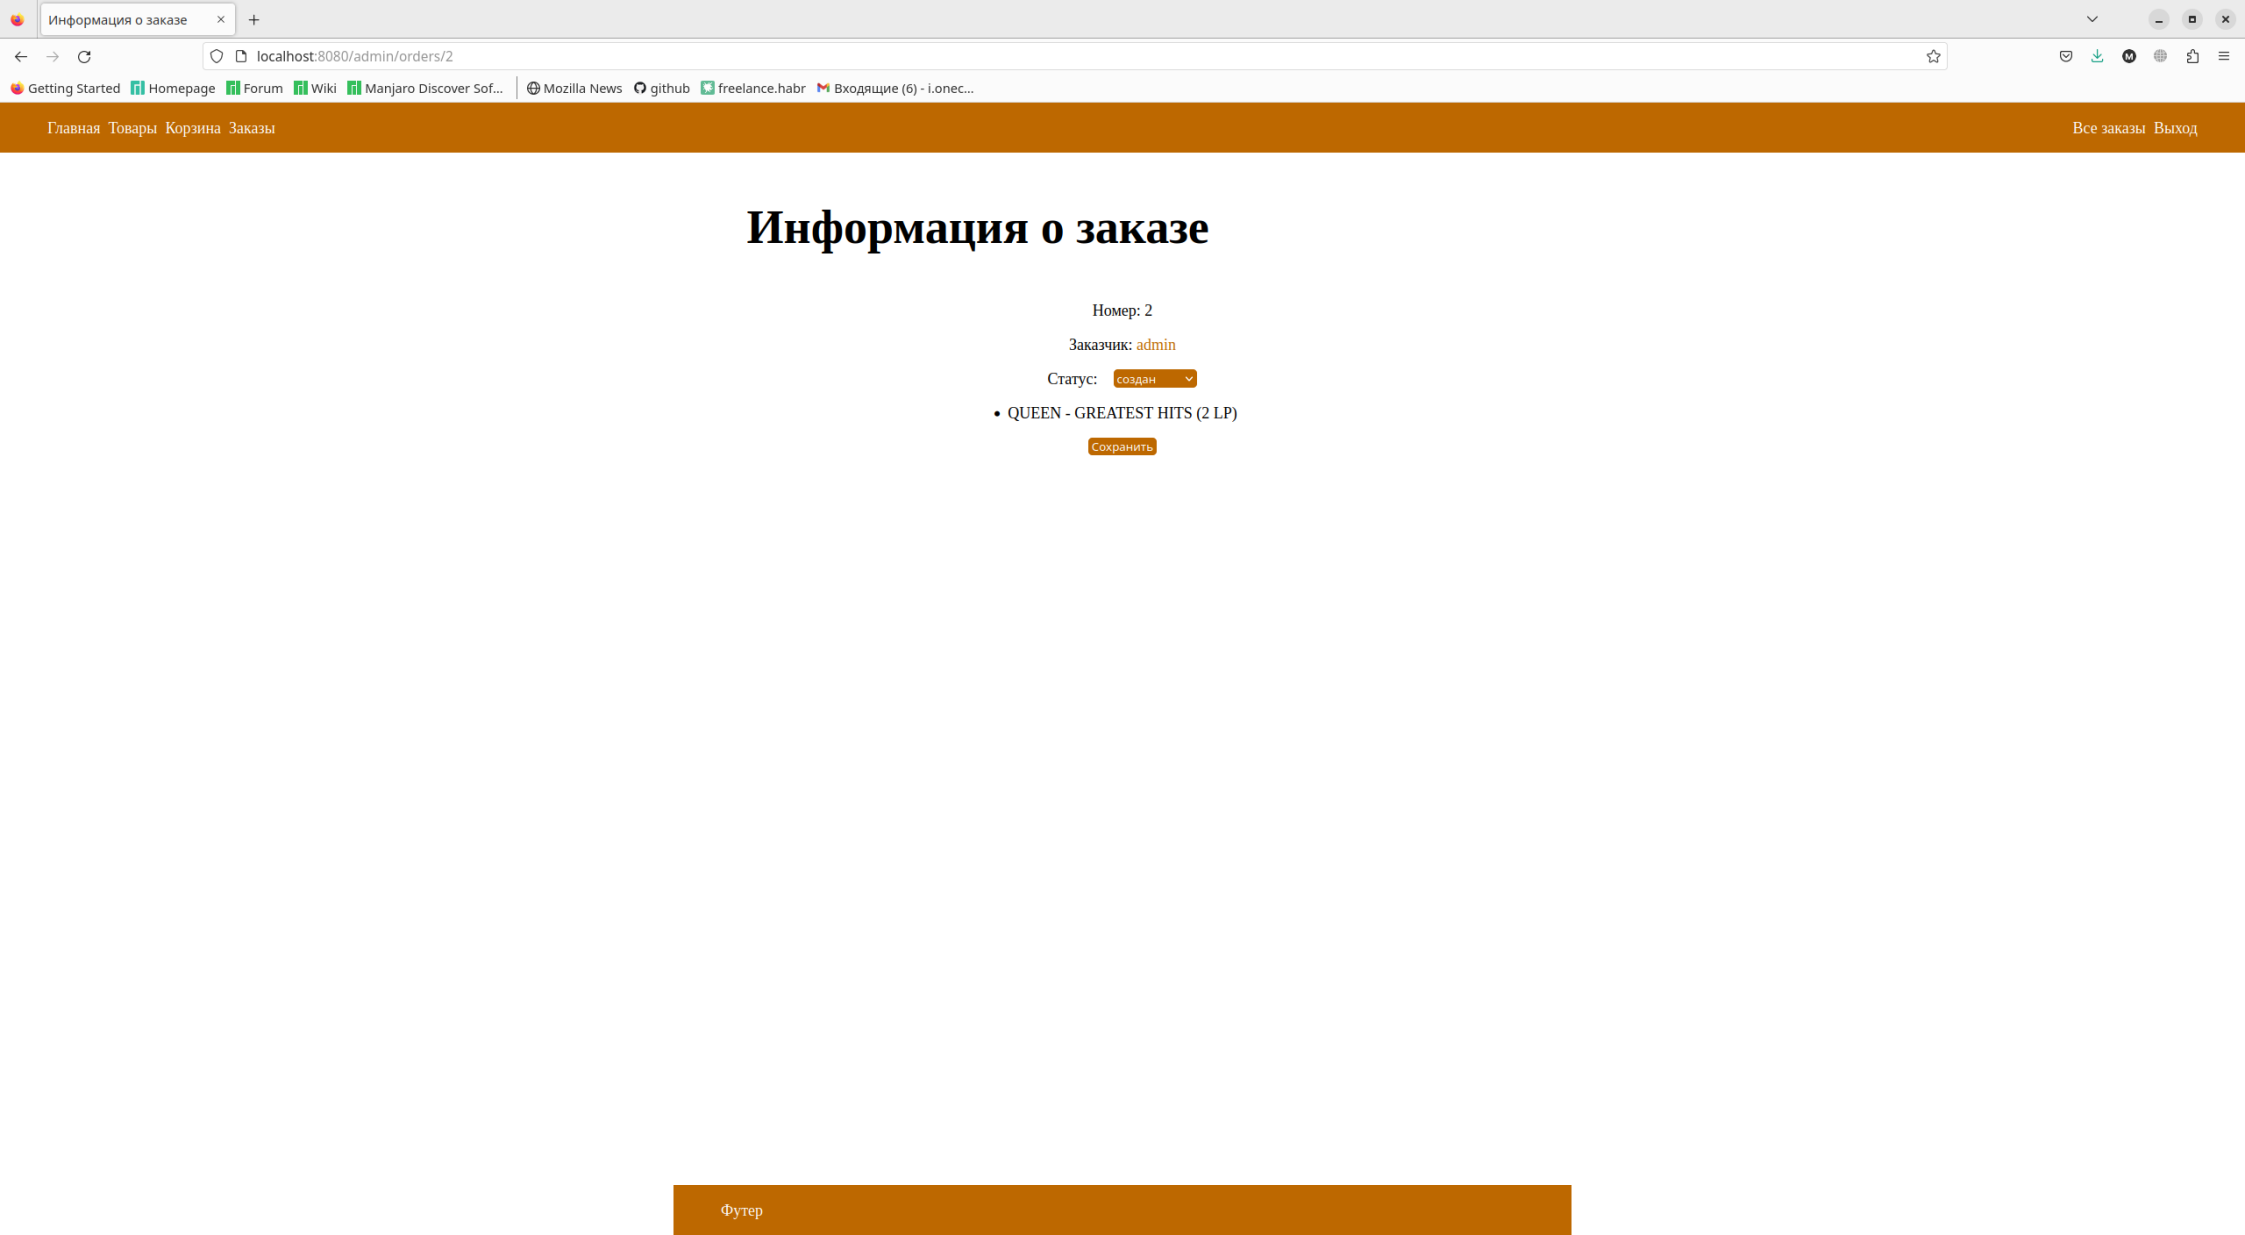 Информация о заказе
localhost:8080/admin/orders/2
Getting Started Homepage Forum Wiki Manjaro Discover Sof... Mozilla News github freelance.habr Входящие (6) - i.onec...
Главная Товары Корзина Заказы Все заказы Выход
Информация о заказе
Номер: 2
Заказчик: admin
Статус: создан
• QUEEN - GREATEST HITS (2 LP)
Сохранить
Футер